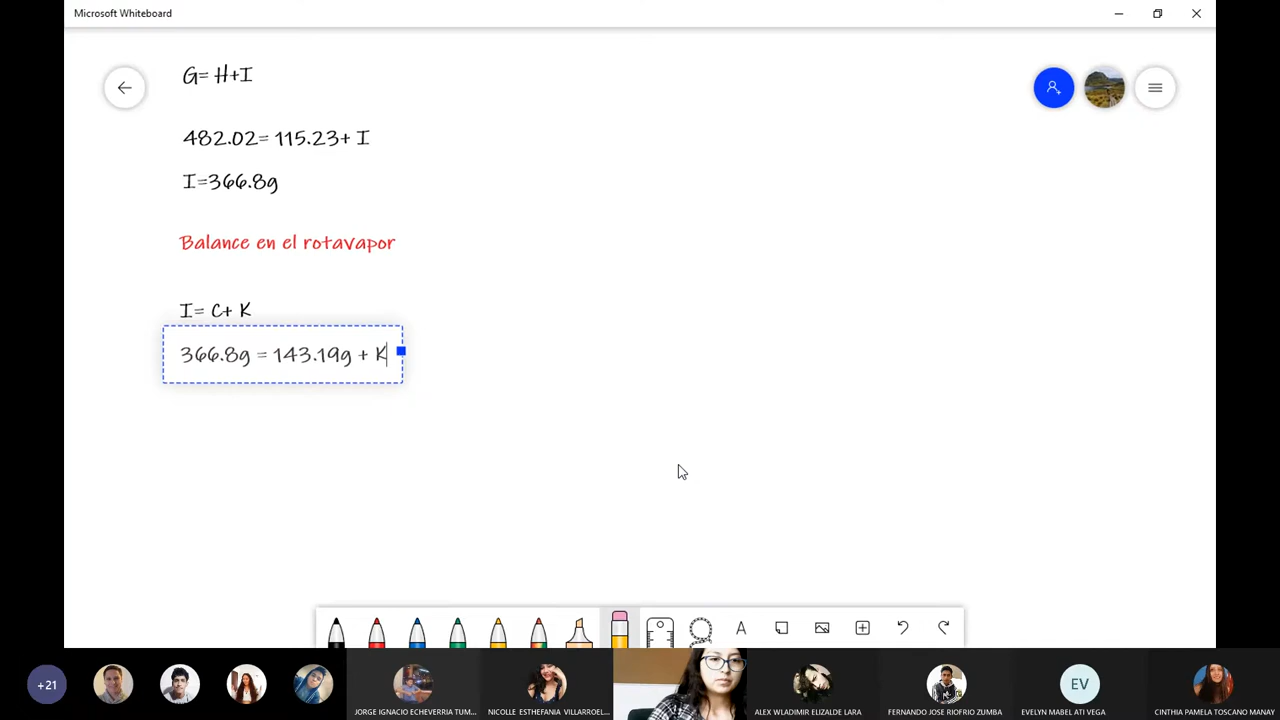 Microsoft Whiteboard
G= H+I
482.02= 115.23+ I
I=366.8g
Balance en el rotavapor
I= C+ K
366.8g = 143.19g + K
A
+21
JORGE IGNACIO ECHEVERRIA TUM...
NICOLLE ESTHEFANIA VILLARROEL...
ALEX WLADIMIR ELIZALDE LARA
FERNANDO JOSE RIOFRIO ZUMBA
EV
EVELYN MABEL ATI VEGA
CINTHIA PAMELA TOSCANO MANAY